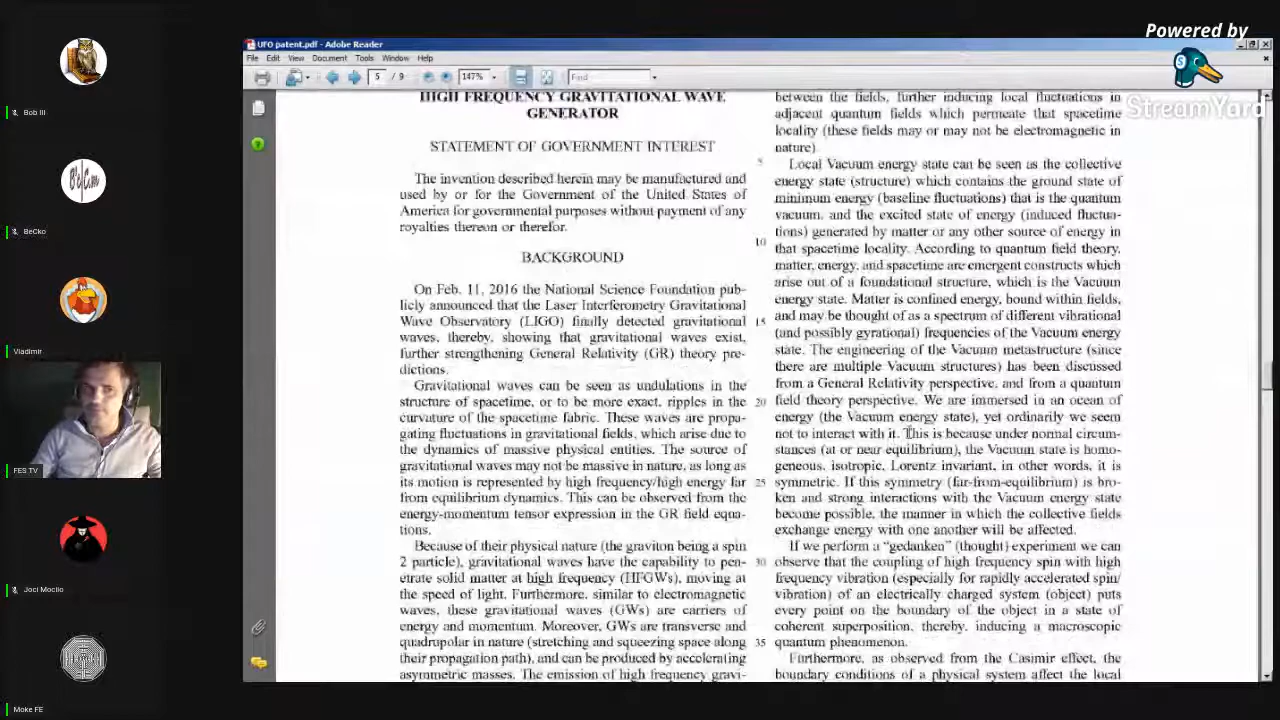 Powered by
StreamYard
Bob III
BeCko
Vladimir
FES TV
Joci Moclio
Moke FE
UFO patent.pdf - Adobe Reader
File Edit View Document Tools Window Help
5 / 9 147% Find
HIGH FREQUENCY GRAVITATIONAL WAVE
GENERATOR
STATEMENT OF GOVERNMENT INTEREST
The invention described herein may be manufactured and
used by or for the Government of the United States of
America for governmental purposes without payment of any
royalties thereon or therefor.
BACKGROUND
On Feb. 11, 2016 the National Science Foundation pub-
licly announced that the Laser Interferometry Gravitational
Wave Observatory (LIGO) finally detected gravitational
waves, thereby, showing that gravitational waves exist,
further strengthening General Relativity (GR) theory pre-
dictions.
Gravitational waves can be seen as undulations in the
structure of spacetime, or to be more exact, ripples in the
curvature of the spacetime fabric. These waves are propa-
gating fluctuations in gravitational fields, which arise due to
the dynamics of massive physical entities. The source of
gravitational waves may not be massive in nature, as long as
its motion is represented by high frequency/high energy far
from equilibrium dynamics. This can be observed from the
energy-momentum tensor expression in the GR field equa-
tions.
Because of their physical nature (the graviton being a spin
2 particle), gravitational waves have the capability to pen-
etrate solid matter at high frequency (HFGWs), moving at
the speed of light. Furthermore, similar to electromagnetic
waves, these gravitational waves (GWs) are carriers of
energy and momentum. Moreover, GWs are transverse and
quadrupolar in nature (stretching and squeezing space along
their propagation path), and can be produced by accelerating
asymmetric masses. The emission of high frequency gravi-
5
10
15
20
25
30
35
between the fields, further inducing local fluctuations in
adjacent quantum fields which permeate that spacetime
locality (these fields may or may not be electromagnetic in
nature).
Local Vacuum energy state can be seen as the collective
energy state (structure) which contains the ground state of
minimum energy (baseline fluctuations) that is the quantum
vacuum, and the excited state of energy (induced fluctua-
tions) generated by matter or any other source of energy in
that spacetime locality. According to quantum field theory,
matter, energy, and spacetime are emergent constructs which
arise out of a foundational structure, which is the Vacuum
energy state. Matter is confined energy, bound within fields,
and may be thought of as a spectrum of different vibrational
(and possibly gyrational) frequencies of the Vacuum energy
state. The engineering of the Vacuum metastructure (since
there are multiple Vacuum structures) has been discussed
from a General Relativity perspective, and from a quantum
field theory perspective. We are immersed in an ocean of
energy (the Vacuum energy state), yet ordinarily we seem
not to interact with it. This is because under normal circum-
stances (at or near equilibrium), the Vacuum state is homo-
geneous, isotropic, Lorentz invariant, in other words, it is
symmetric. If this symmetry (far-from-equilibrium) is bro-
ken and strong interactions with the Vacuum energy state
become possible, the manner in which the collective fields
exchange energy with one another will be affected.
If we perform a “gedanken” (thought) experiment we can
observe that the coupling of high frequency spin with high
frequency vibration (especially for rapidly accelerated spin/
vibration) of an electrically charged system (object) puts
every point on the boundary of the object in a state of
coherent superposition, thereby, inducing a macroscopic
quantum phenomenon.
Furthermore, as observed from the Casimir effect, the
boundary conditions of a physical system affect the local